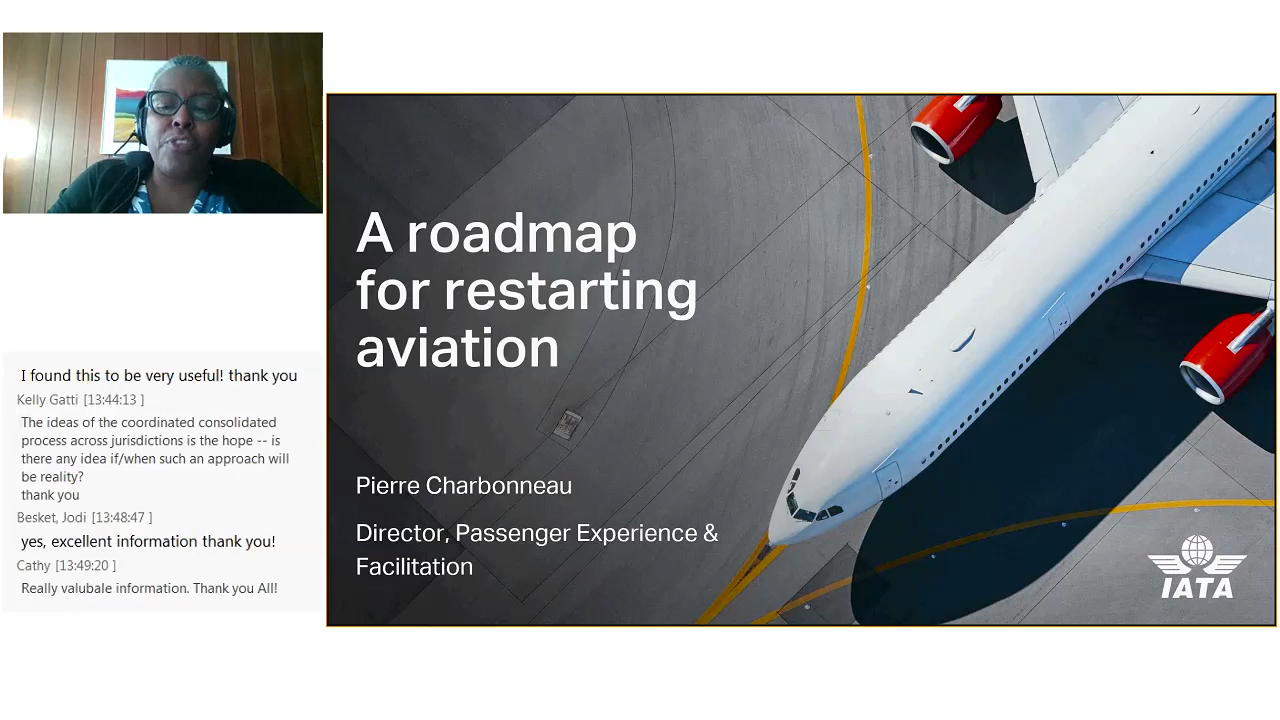 I found this to be very useful! thank you
Kelly Gatti [13:44:13 ]
The ideas of the coordinated consolidated
process across jurisdictions is the hope -- is
there any idea if/when such an approach will
be reality?
thank you
Besket, Jodi [13:48:47 ]
yes, excellent information thank you!
Cathy [13:49:20 ]
Really valubale information. Thank you All!
A roadmap
for restarting
aviation
Pierre Charbonneau
Director, Passenger Experience &
Facilitation
IATA